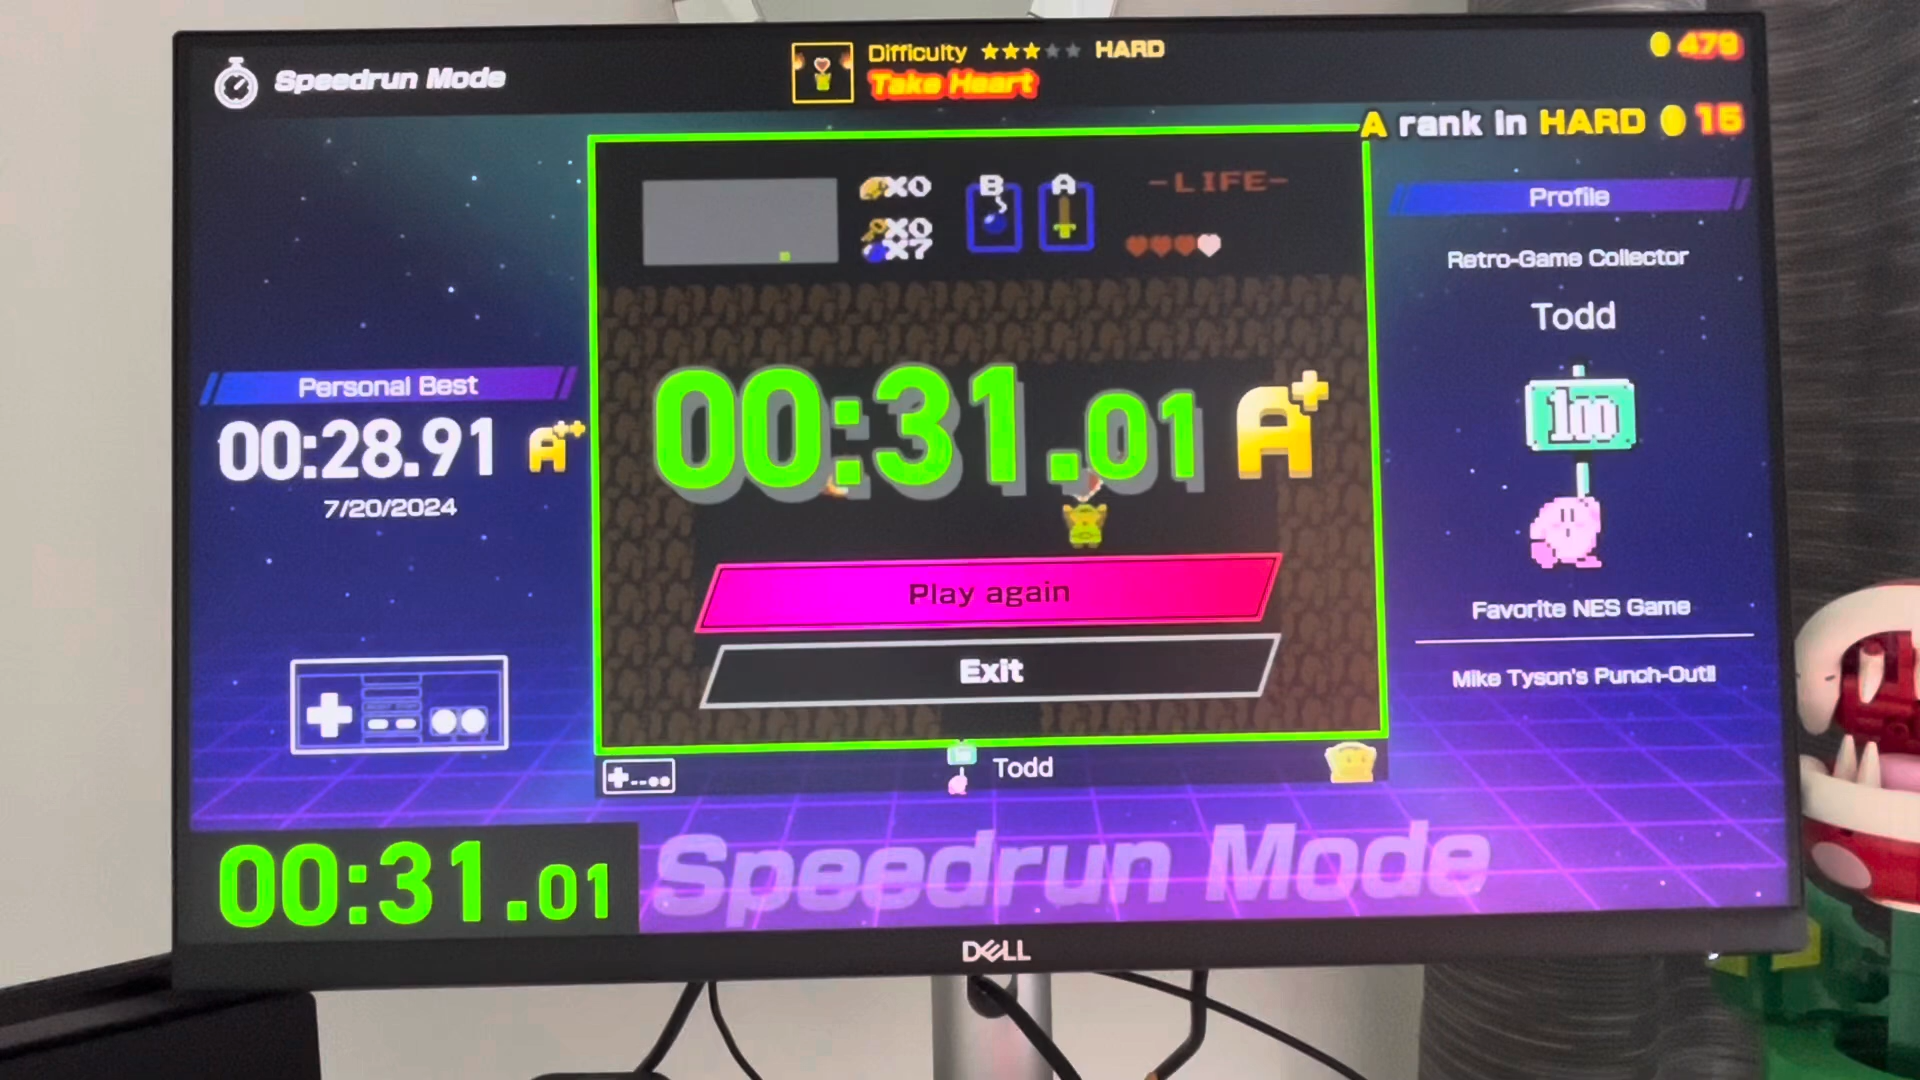 Speedrun Mode
Difficulty ★★★★★ HARD
Take Heart
479
A rank in HARD 15
X0
X0
X7
B
A
-LIFE-
Profile
Retro-Game Collector
Todd
100
Favorite NES Game
Mike Tyson's Punch-Out!!
Personal Best
00:28.91 A++
7/20/2024
00:31.01 A+
Play again
Exit
Todd
00:31.01
Speedrun Mode
DELL